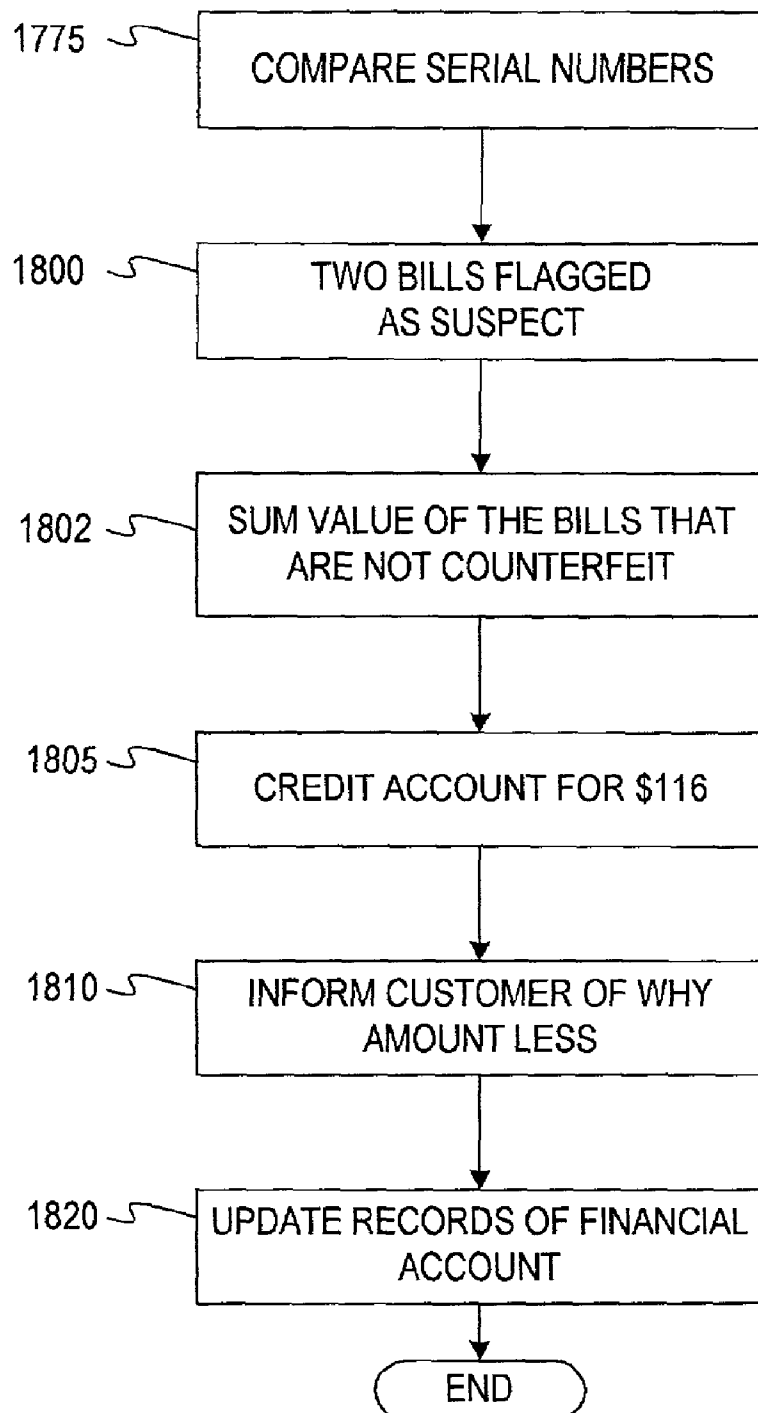 1775
COMPARE SERIAL NUMBERS
1800
TWO BILLS FLAGGED
AS SUSPECT
1802
SUM VALUE OF THE BILLS THAT
ARE NOT COUNTERFEIT
1805
CREDIT ACCOUNT FOR $116
1810
INFORM CUSTOMER OF WHY
AMOUNT LESS
1820
UPDATE RECORDS OF FINANCIAL
ACCOUNT
END